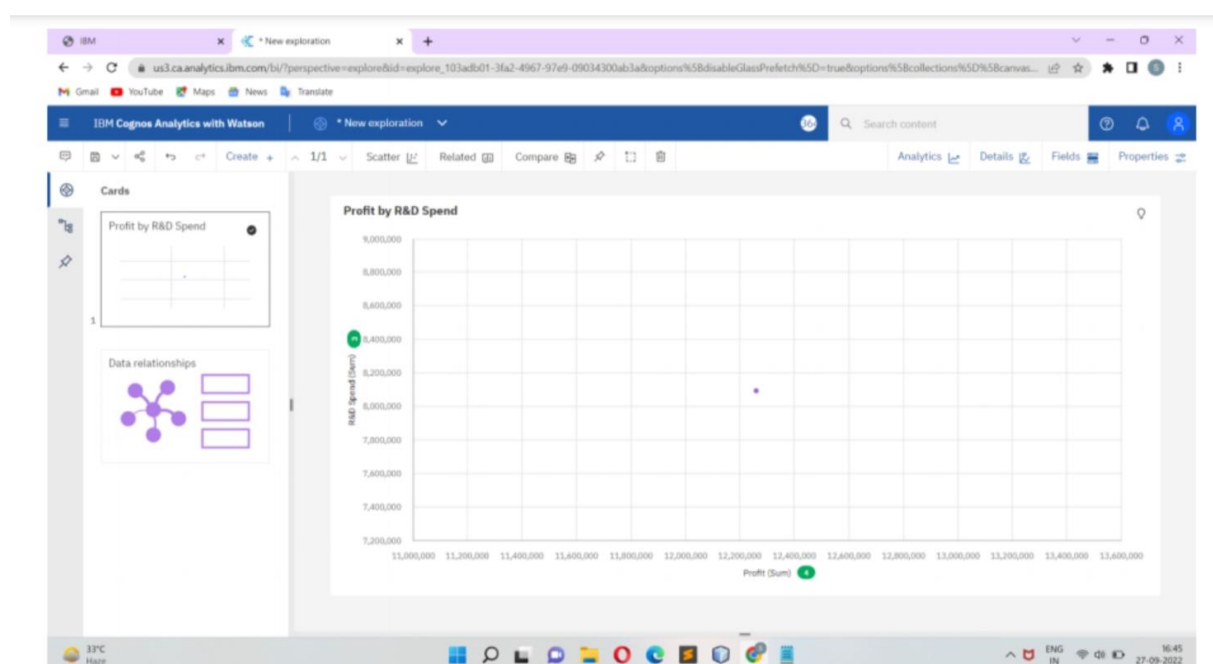 IBM
* New exploration
us3.ca.analytics.ibm.com/bi/?perspective=explore&id=explore_103adb01-3fa2-4967-97e9-09034300ab3a&options%5BdisableGlassPrefetch%5D=true&options%5Bcollections%5D%5Bcanvas...
Gmail YouTube Maps News Translate
IBM Cognos Analytics with Watson
* New exploration
Search content
Create +
1/1
Scatter
Related
Compare
Analytics
Details
Fields
Properties
Cards
Profit by R&D Spend
1
Data relationships
Profit by R&D Spend
9,000,000
8,800,000
8,600,000
8,400,000
8,200,000
8,000,000
7,800,000
7,600,000
7,400,000
7,200,000
R&D Spend (Sum)
11,000,000 11,200,000 11,400,000 11,600,000 11,800,000 12,000,000 12,200,000 12,400,000 12,600,000 12,800,000 13,000,000 13,200,000 13,400,000 13,600,000
Profit (Sum) 4
33°C
Haze
ENG
IN
16:45
27-09-2022